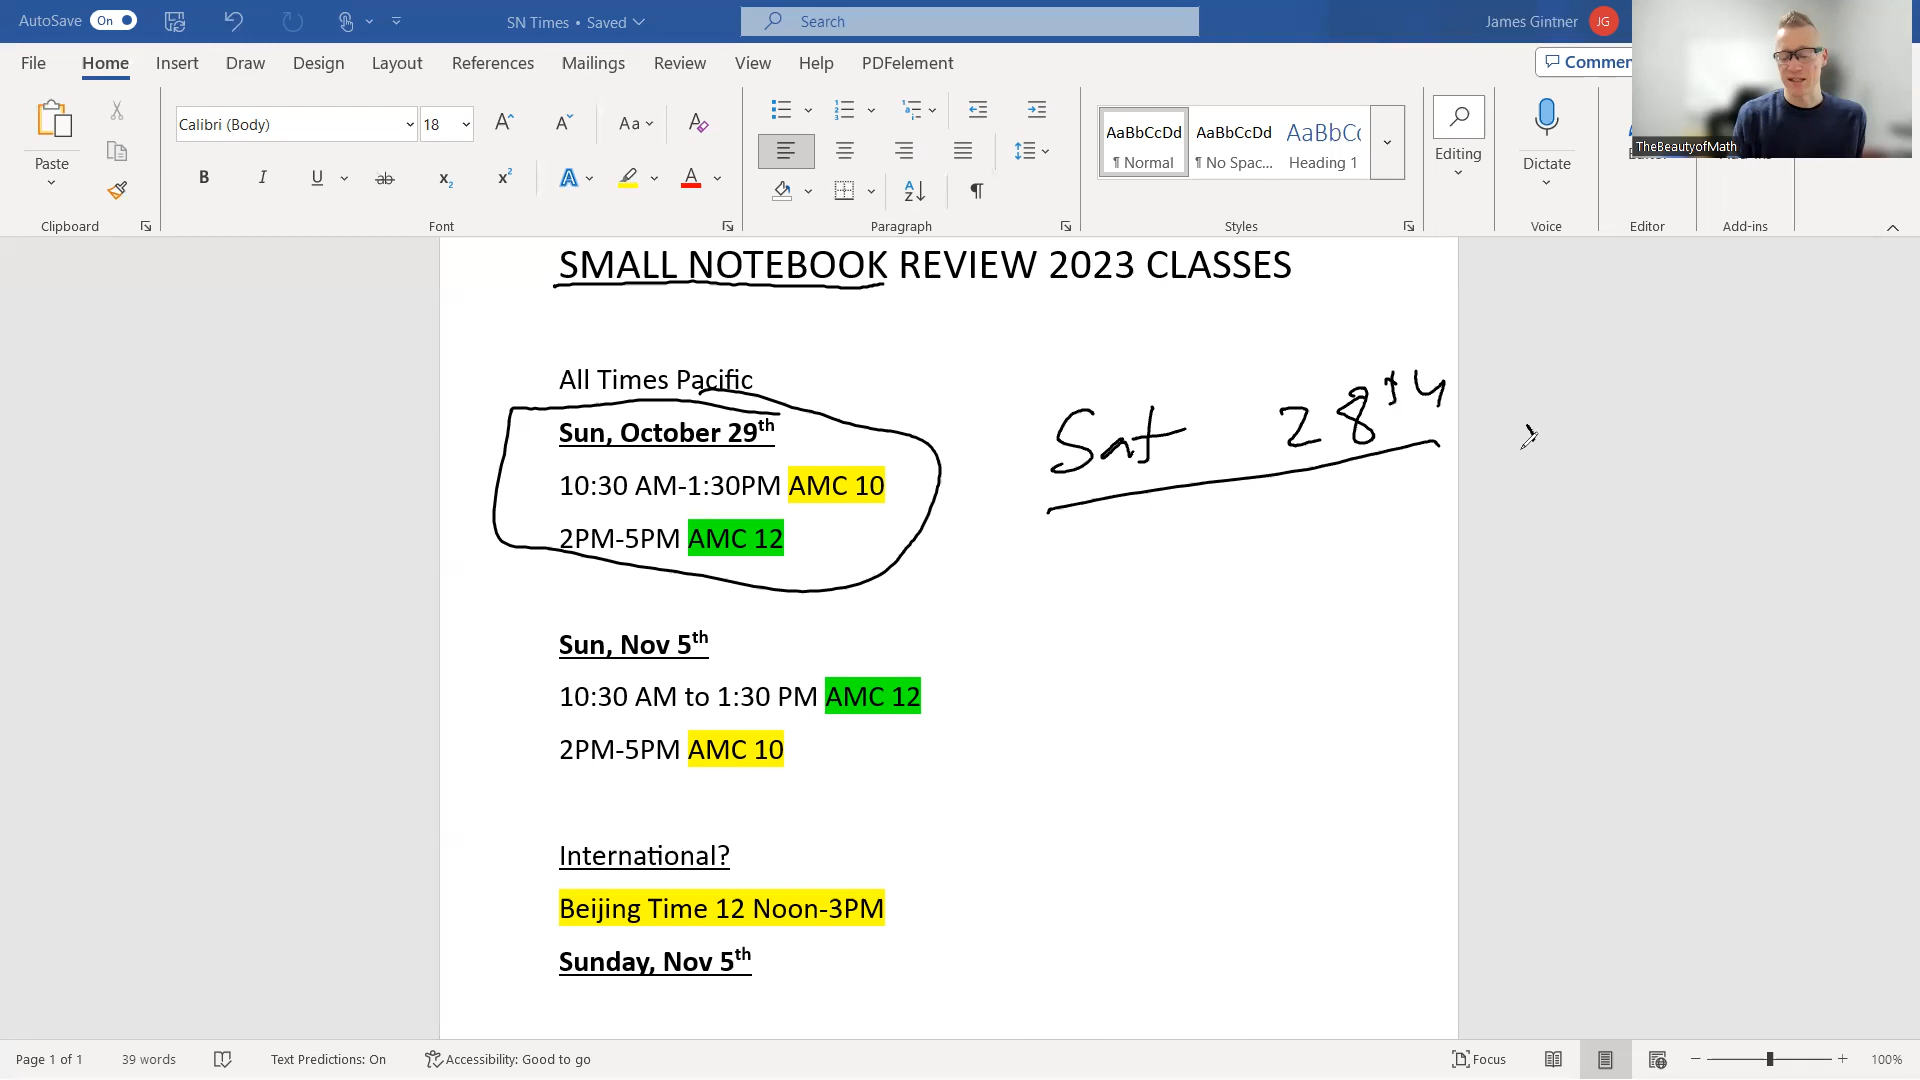 AutoSave On SN Times • Saved Search James Gintner JG
File Home Insert Draw Design Layout References Mailings Review View Help PDFelement Commen
Calibri (Body) 18 Aa AaBbCcDd AaBbCcDd AaBbCc
Paste ¶ Normal ¶ No Spac... Heading 1 Editing Dictate
TheBeautyofMath
Clipboard Font Paragraph Styles Voice Editor Add-ins
SMALL NOTEBOOK REVIEW 2023 CLASSES
All Times Pacific
Sun, October 29th
Sat 28th
10:30 AM-1:30PM AMC 10
2PM-5PM AMC 12
Sun, Nov 5th
10:30 AM to 1:30 PM AMC 12
2PM-5PM AMC 10
International?
Beijing Time 12 Noon-3PM
Sunday, Nov 5th
Page 1 of 1 39 words Text Predictions: On Accessibility: Good to go Focus 100%